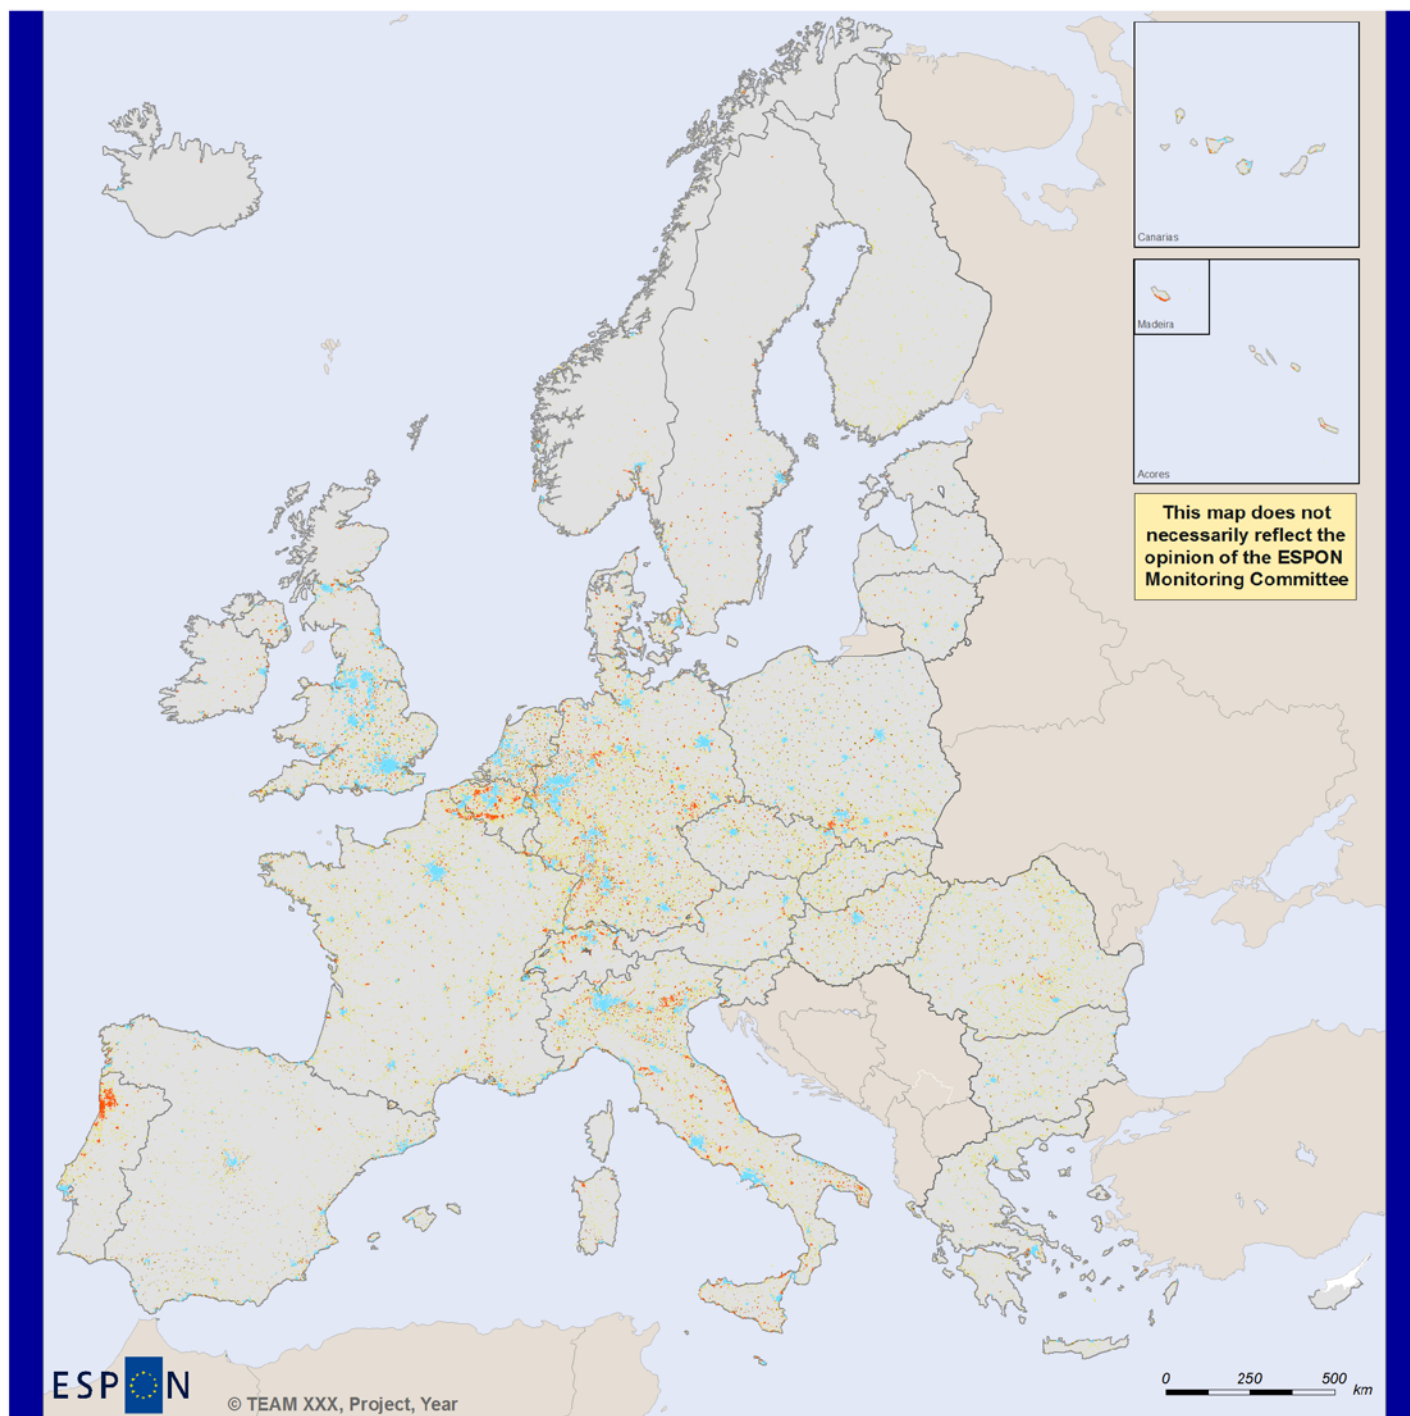 Canarias
Madeira
Acores
This map does not
necessarily reflect the
opinion of the ESPON
Monitoring Committee
ESPON
© TEAM XXX, Project, Year
0 250 500
km